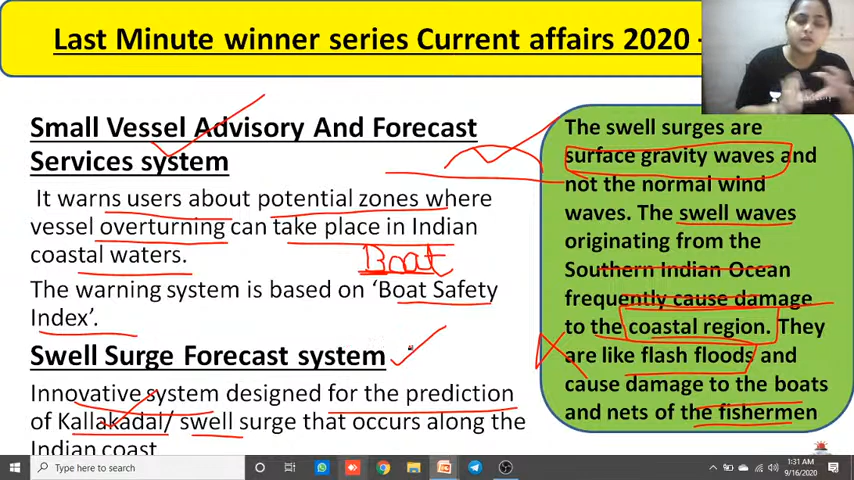 Last Minute winner series Current affairs 2020 -
Small Vessel Advisory And Forecast
Services system
It warns users about potential zones where
vessel overturning can take place in Indian
coastal waters.
Boat
The warning system is based on ‘Boat Safety
Index’.
Swell Surge Forecast system
Innovative system designed for the prediction
of Kallakadal/ swell surge that occurs along the
Indian coast
The swell surges are
surface gravity waves and
not the normal wind
waves. The swell waves
originating from the
Southern Indian Ocean
frequently cause damage
to the coastal region. They
are like flash floods and
cause damage to the boats
and nets of the fishermen
Type here to search
1:31 AM
9/16/2020